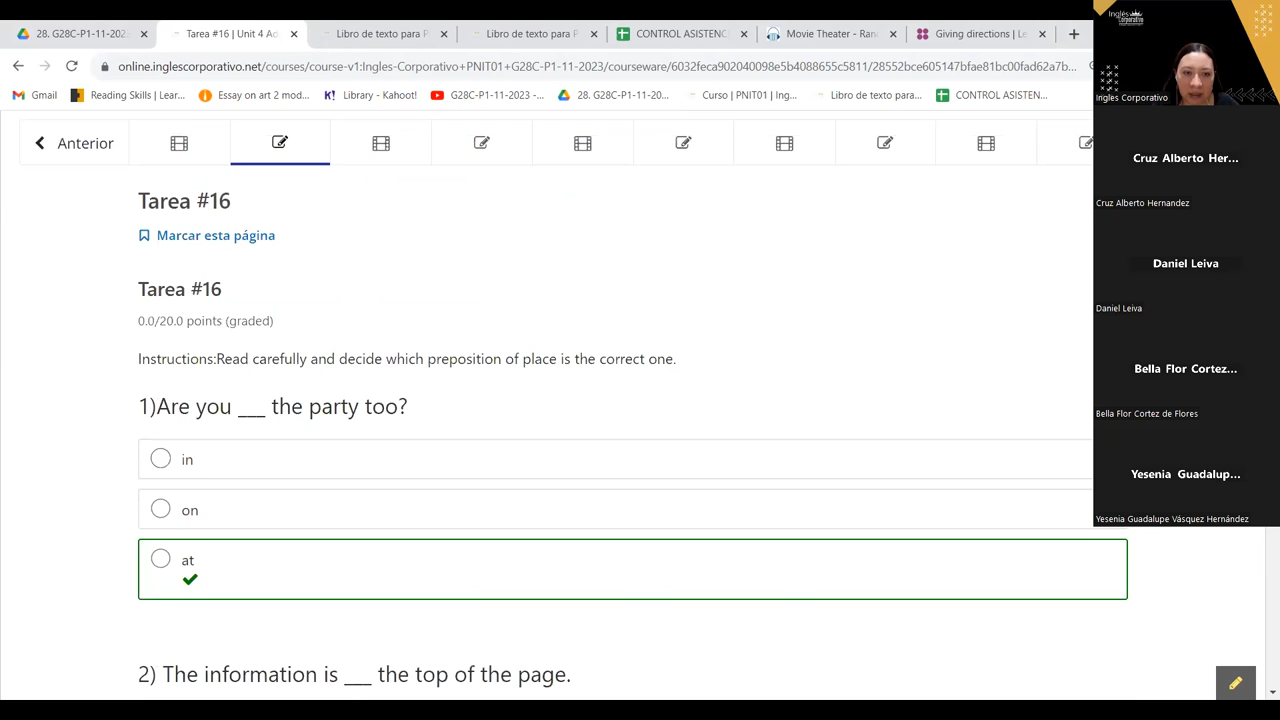 28. G28C-P1-11-202
Tarea #16 | Unit 4 Ad
Libro de texto para P
Libro de texto para P
CONTROL ASISTENC
Movie Theater - Ran
Giving directions | Le
online.inglescorporativo.net/courses/course-v1:Ingles-Corporativo+PNIT01+G28C-P1-11-2023/courseware/6032feca902040098e5b4088655c5811/28552bce605147bfae81bc00fad62a7b...
Gmail
Reading Skills | Lear...
Essay on art 2 mod...
Library - Kahoot!
G28C-P1-11-2023 -...
28. G28C-P1-11-20...
Curso | PNIT01 | Ing...
Libro de texto para...
CONTROL ASISTEN...
Anterior
Tarea #16
Marcar esta página
Tarea #16
0.0/20.0 points (graded)
Instructions:Read carefully and decide which preposition of place is the correct one.
1)Are you ___ the party too?
in
on
at
2) The information is ___ the top of the page.
Inglés
Corporativo
Ingles Corporativo
Cruz Alberto Her...
Cruz Alberto Hernandez
Daniel Leiva
Daniel Leiva
Bella Flor Cortez...
Bella Flor Cortez de Flores
Yesenia Guadalup...
Yesenia Guadalupe Vásquez Hernández